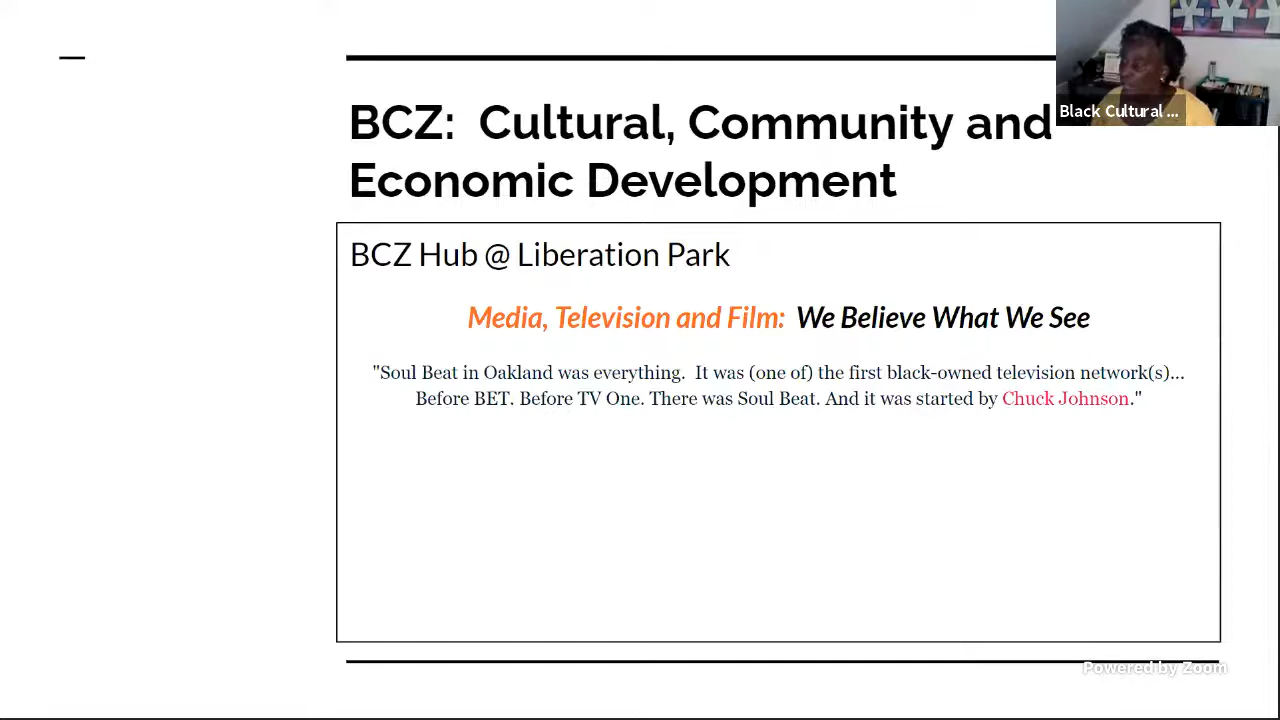 BCZ:  Cultural, Community and
Economic Development
Black Cultural ...
BCZ Hub @ Liberation Park
Media, Television and Film:  We Believe What We See
"Soul Beat in Oakland was everything.  It was (one of) the first black-owned television network(s)...
Before BET. Before TV One. There was Soul Beat. And it was started by Chuck Johnson."
Powered by Zoom